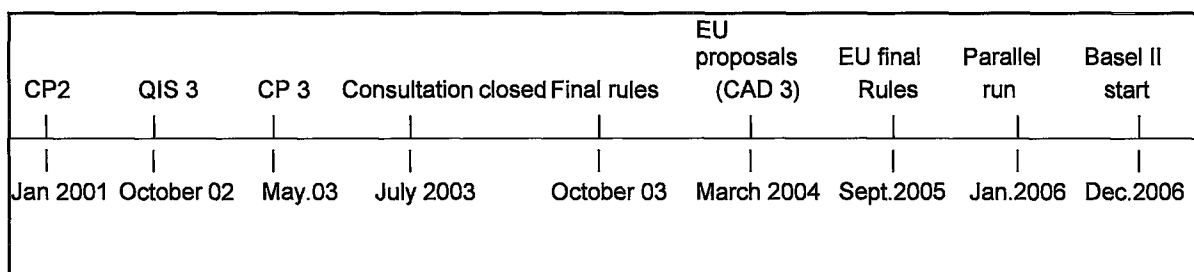 EU
proposals EU final Parallel Basel II
CP2 QIS 3 CP 3 Consultation closed Final rules (CAD 3) Rules run start
Jan 2001 October 02 May.03 July 2003 October 03 March 2004 Sept.2005 Jan.2006 Dec.2006